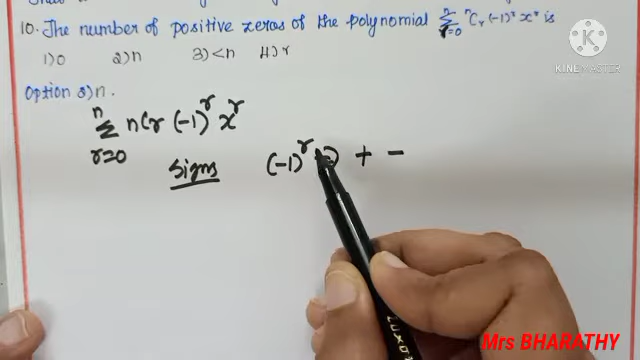 10. The number of positive zeros of the polynomial n Σ r=0 ⁿCᵣ (-1)ʳ xʳ is
1) 0 2) n 3) < n 4) r
KINEMASTER
Option 3) n.
n Σ r=0 nCr (-1)ʳ xʳ
Signs (-1)ʳ + -
Mrs BHARATHY